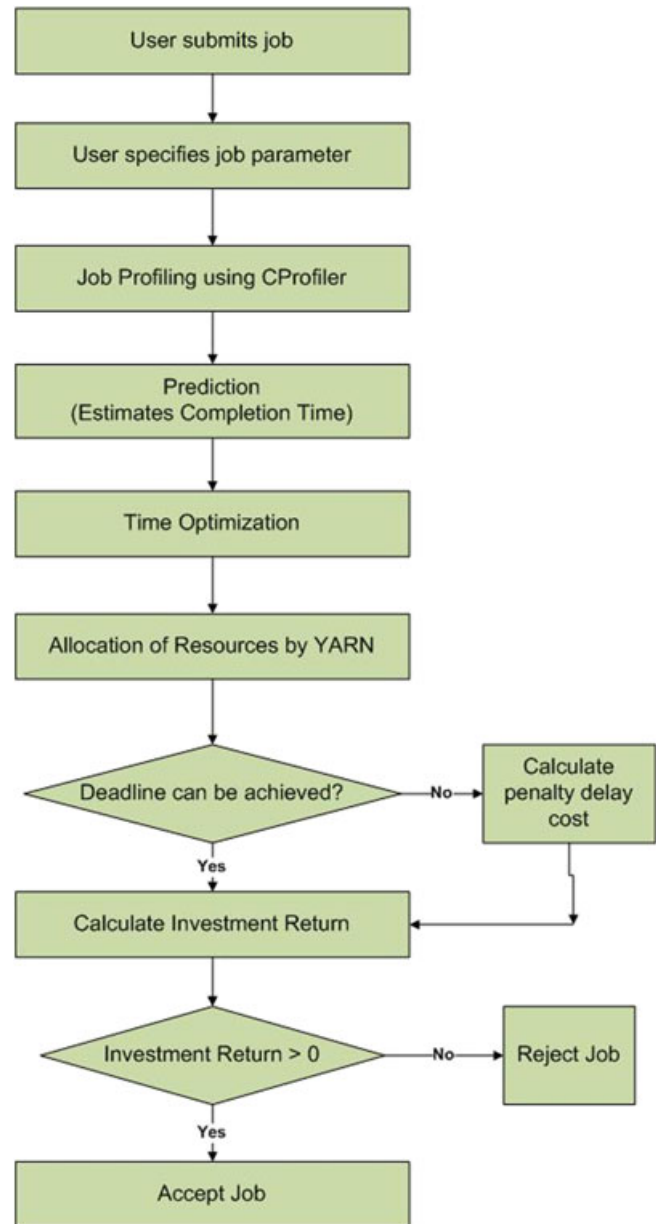 User submits job
User specifies job parameter
Job Profiling using CProfiler
Prediction
(Estimates Completion Time)
Time Optimization
Allocation of Resources by YARN
Deadline can be achieved?
No
Calculate
penalty delay
cost
Yes
Calculate Investment Return
Investment Return > 0
No
Reject Job
Yes
Accept Job